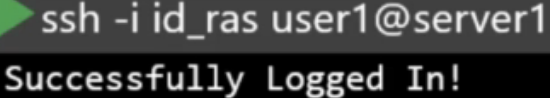 ssh -i id_ras user1@server1
Successfully Logged In!